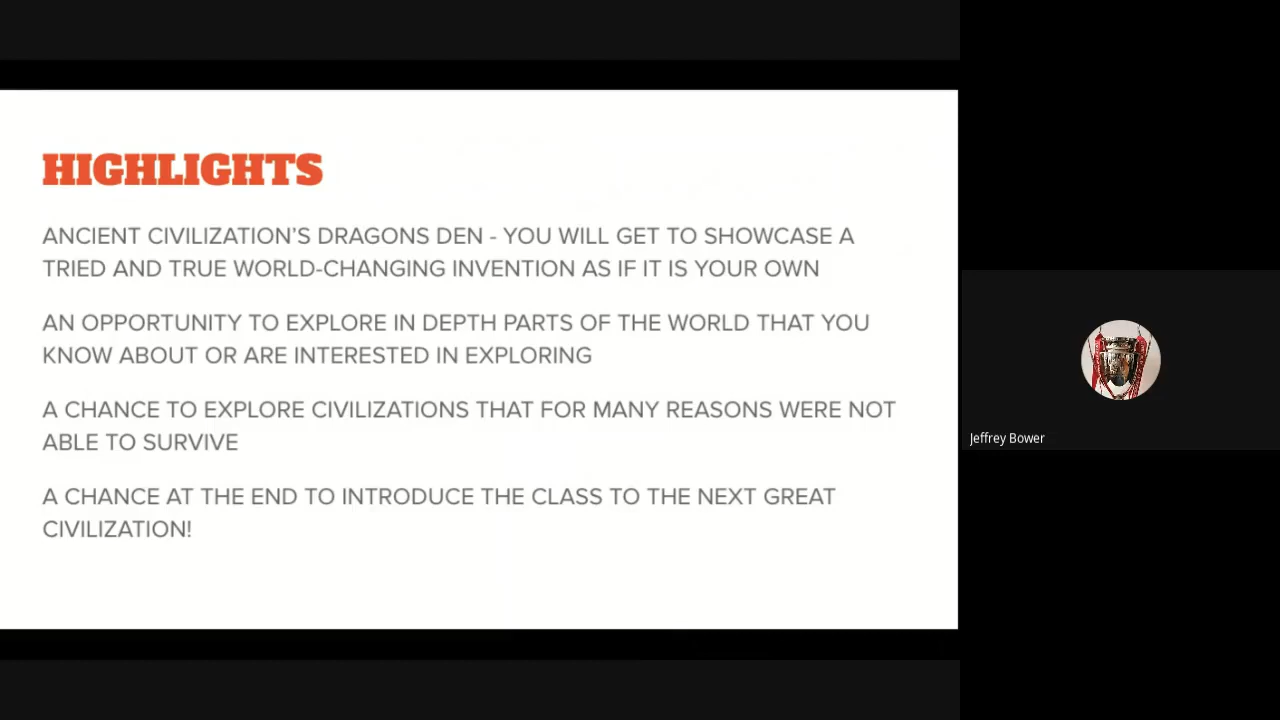 HIGHLIGHTS
ANCIENT CIVILIZATION’S DRAGONS DEN - YOU WILL GET TO SHOWCASE A
TRIED AND TRUE WORLD-CHANGING INVENTION AS IF IT IS YOUR OWN
AN OPPORTUNITY TO EXPLORE IN DEPTH PARTS OF THE WORLD THAT YOU
KNOW ABOUT OR ARE INTERESTED IN EXPLORING
A CHANCE TO EXPLORE CIVILIZATIONS THAT FOR MANY REASONS WERE NOT
ABLE TO SURVIVE
A CHANCE AT THE END TO INTRODUCE THE CLASS TO THE NEXT GREAT
CIVILIZATION!
Jeffrey Bower